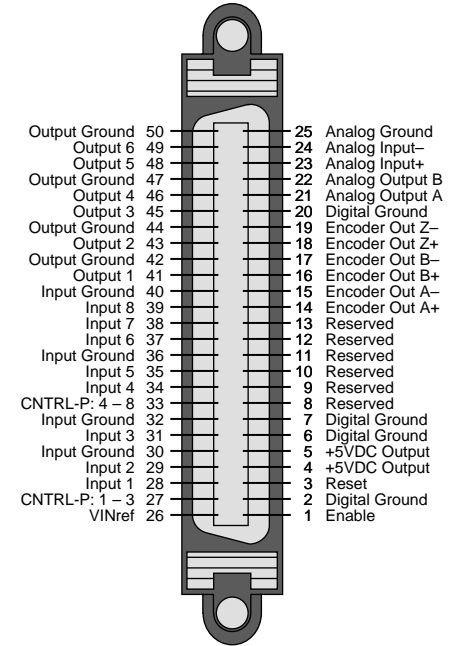 Output Ground 50 25 Analog Ground
Output 6 49 24 Analog Input–
Output 5 48 23 Analog Input+
Output Ground 47 22 Analog Output B
Output 4 46 21 Analog Output A
Output 3 45 20 Digital Ground
Output Ground 44 19 Encoder Out Z–
Output 2 43 18 Encoder Out Z+
Output Ground 42 17 Encoder Out B–
Output 1 41 16 Encoder Out B+
Input Ground 40 15 Encoder Out A–
Input 8 39 14 Encoder Out A+
Input 7 38 13 Reserved
Input 6 37 12 Reserved
Input Ground 36 11 Reserved
Input 5 35 10 Reserved
Input 4 34 9 Reserved
CNTRL-P: 4 – 8 33 8 Reserved
Input Ground 32 7 Digital Ground
Input 3 31 6 Digital Ground
Input Ground 30 5 +5VDC Output
Input 2 29 4 +5VDC Output
Input 1 28 3 Reset
CNTRL-P: 1 – 3 27 2 Digital Ground
VINref 26 1 Enable